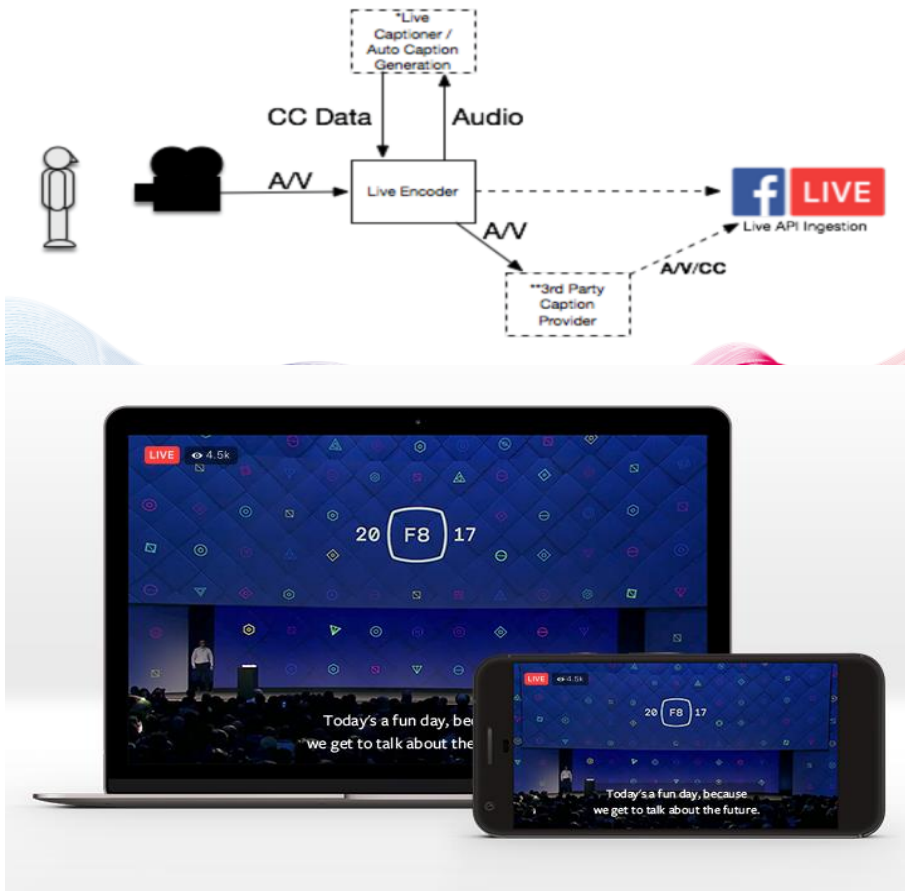 *Live
Captioner /
Auto Caption
Generation
CC Data
Audio
A/V
Live Encoder
f LIVE
Live API Ingestion
A/V
A/V/CC
**3rd Party
Caption
Provider
LIVE 4.5k
20 F8 17
Today's a fun day, bec
we get to talk about the
LIVE 4.5k
20 F8 17
Today's a fun day, because
we get to talk about the future.